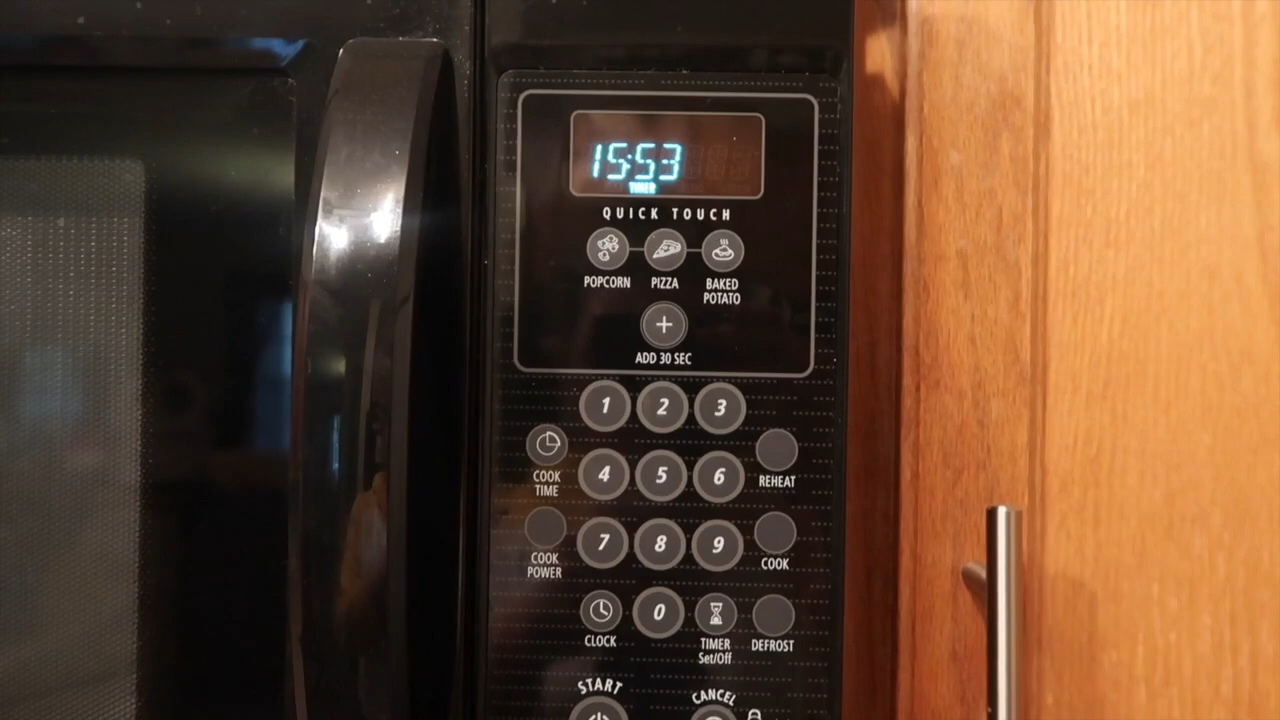 15:53
TIMER
QUICK TOUCH
POPCORN PIZZA BAKED POTATO
+
ADD 30 SEC
1 2 3
COOK TIME
4 5 6
REHEAT
COOK POWER
7 8 9
COOK
CLOCK
0
TIMER Set/Off
DEFROST
START CANCEL